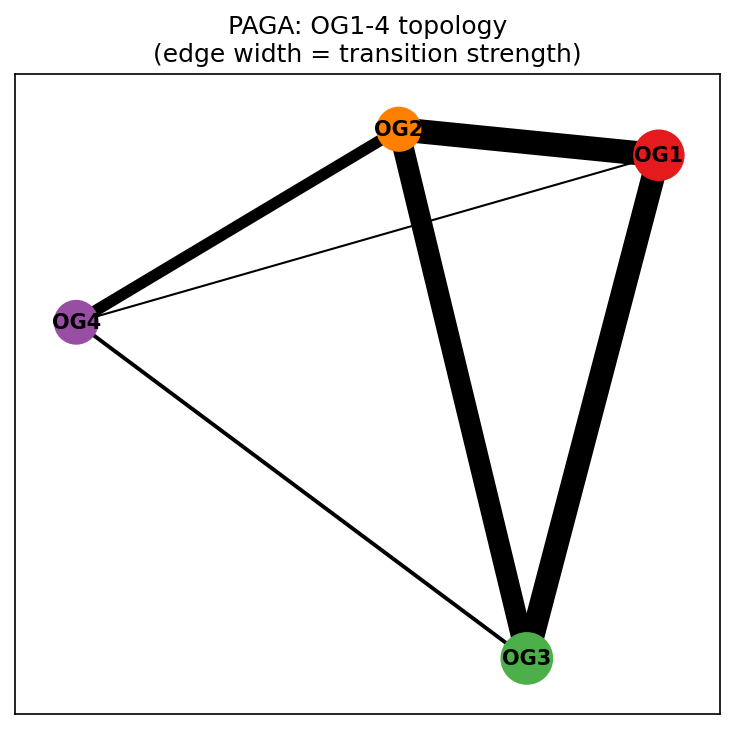 PAGA: OG1-4 topology
(edge width = transition strength)
OG2
OG1
OG4
OG3